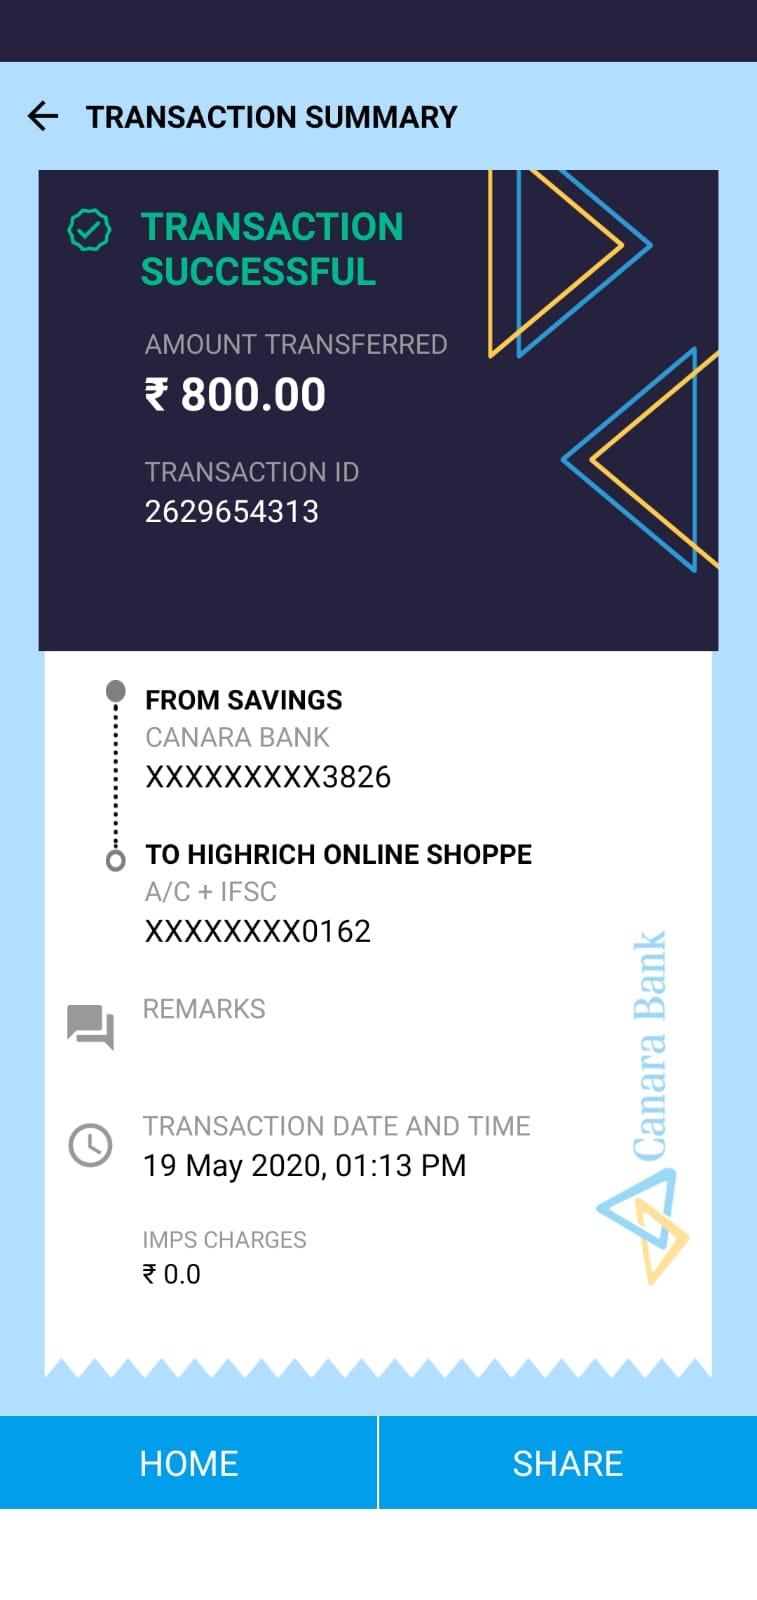 TRANSACTION SUMMARY
TRANSACTION
SUCCESSFUL
AMOUNT TRANSFERRED
₹ 800.00
TRANSACTION ID
2629654313
FROM SAVINGS
CANARA BANK
XXXXXXXXX3826
TO HIGHRICH ONLINE SHOPPE
A/C + IFSC
XXXXXXXX0162
REMARKS
TRANSACTION DATE AND TIME
19 May 2020, 01:13 PM
IMPS CHARGES
₹ 0.0
Canara Bank
HOME
SHARE